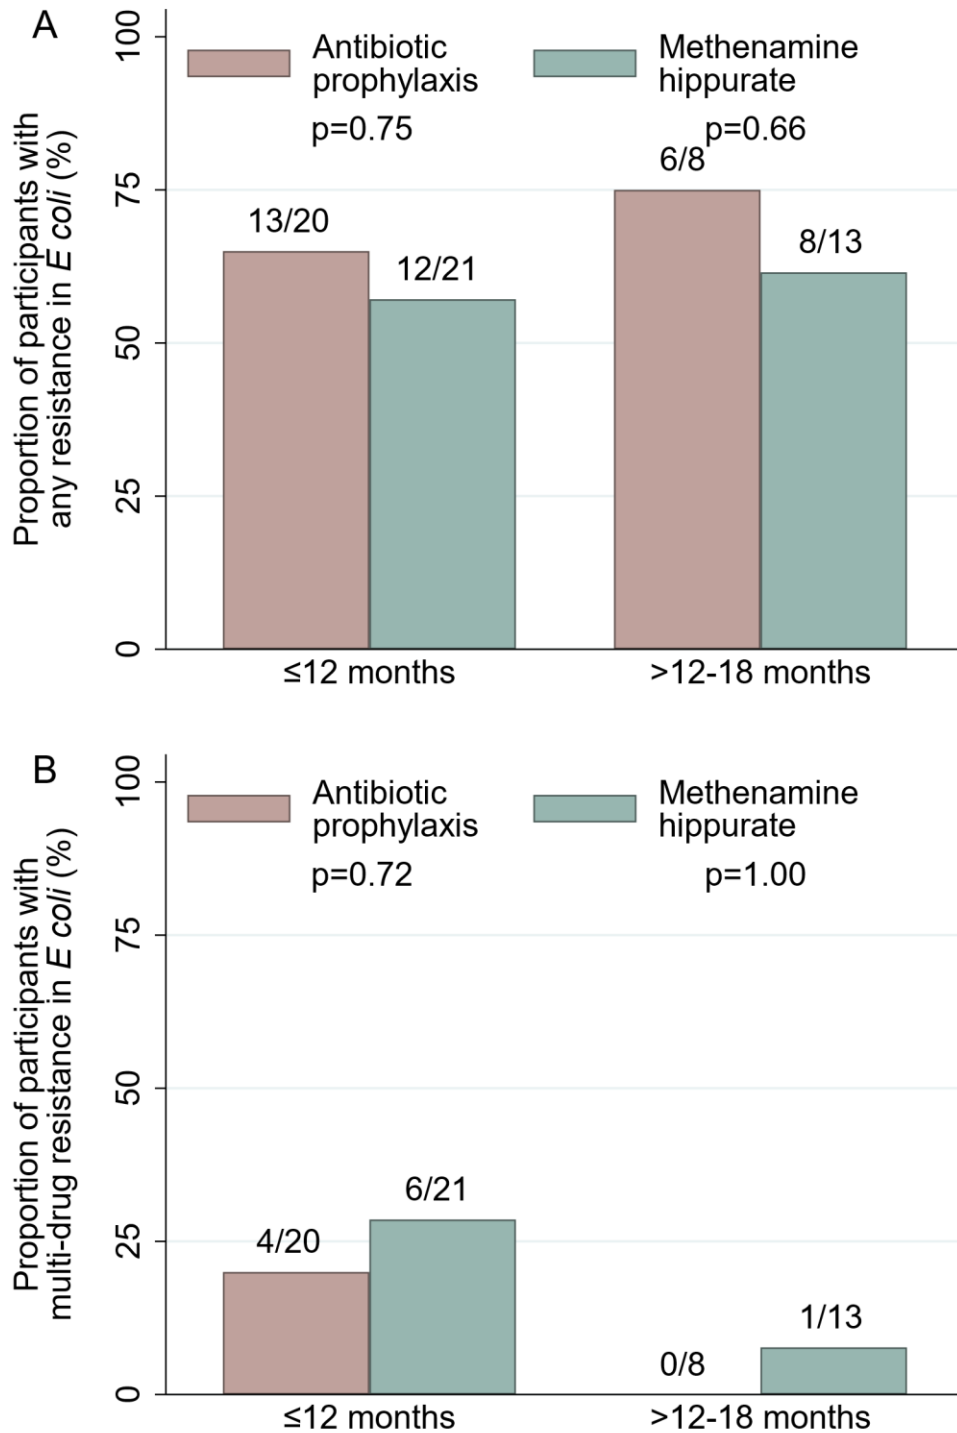 A
Proportion of participants with
any resistance in E coli (%)
100
75
50
25
0
Antibiotic
prophylaxis
Methenamine
hippurate
p=0.75
p=0.66
13/20
12/21
6/8
8/13
≤12 months
>12-18 months
B
Proportion of participants with
multi-drug resistance in E coli (%)
100
75
50
25
0
Antibiotic
prophylaxis
Methenamine
hippurate
p=0.72
p=1.00
4/20
6/21
0/8
1/13
≤12 months
>12-18 months